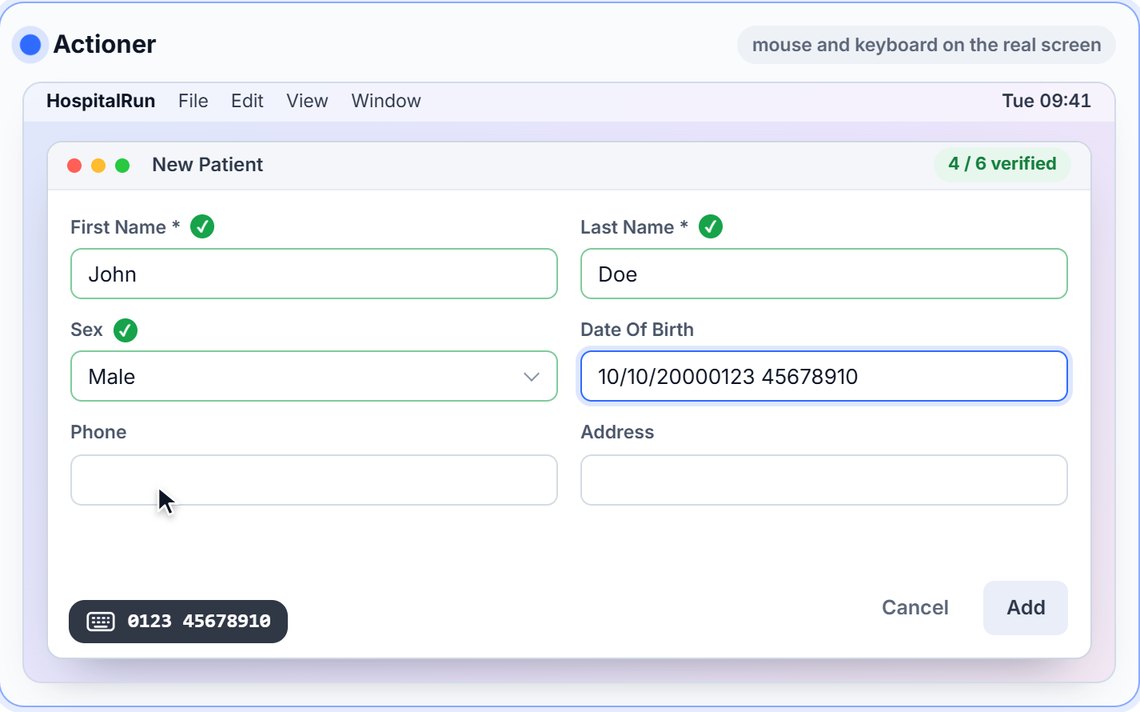 Actioner
mouse and keyboard on the real screen
HospitalRun File Edit View Window Tue 09:41
New Patient
4 / 6 verified
First Name *
Last Name *
John
Doe
Sex
Date Of Birth
Male
10/10/20000123 45678910
Phone
Address
0123 45678910
Cancel
Add